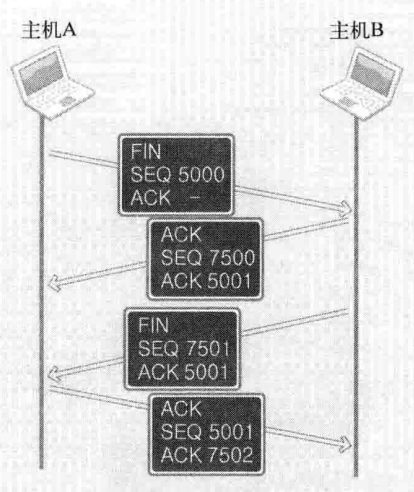 主机A
主机B
FIN
SEQ 5000
ACK –
ACK
SEQ 7500
ACK 5001
FIN
SEQ 7501
ACK 5001
ACK
SEQ 5001
ACK 7502